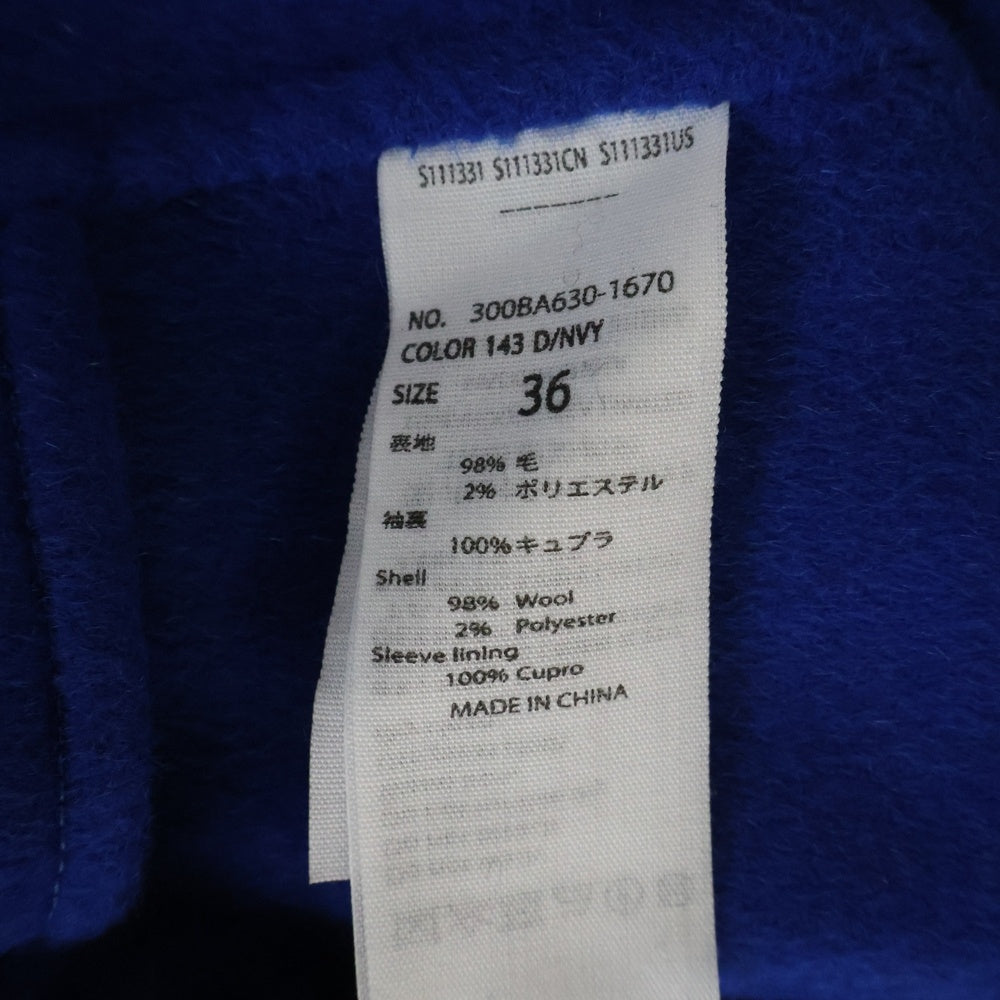 S111331 S111331CN S111331US
-------
NO. 300BA630-1670
COLOR 143 D/NVY
SIZE 36
表地
98% 毛
2% ポリエステル
袖裏
100% キュプラ
Shell
98% Wool
2% Polyester
Sleeve lining
100% Cupro
MADE IN CHINA